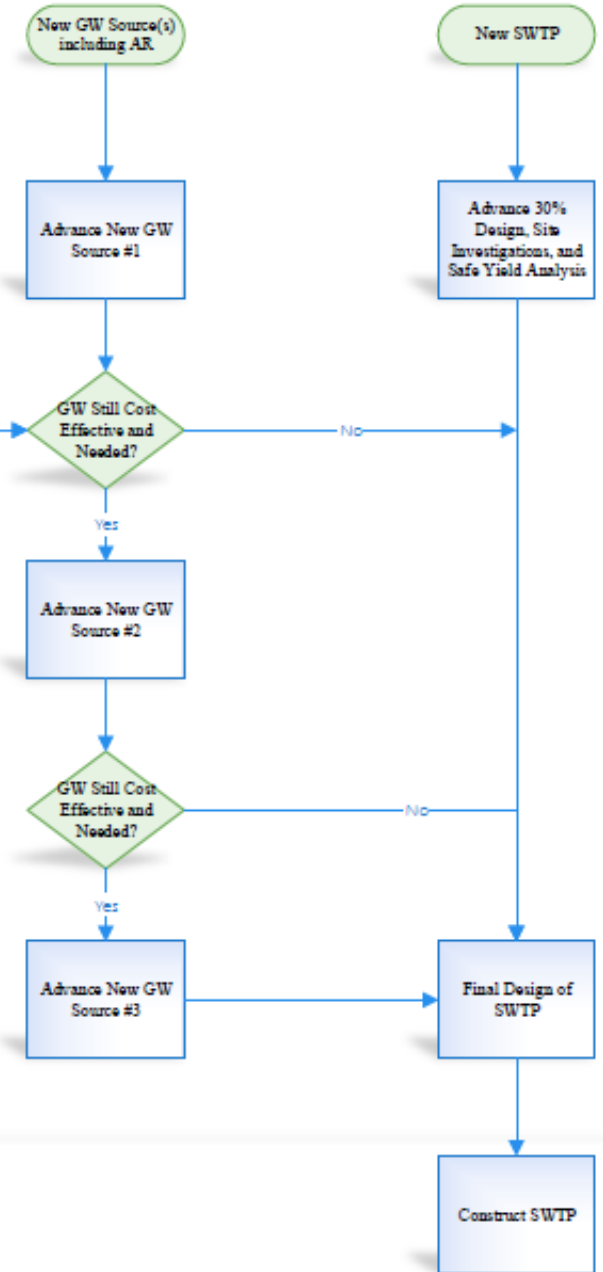 New GW Source(s)
including AR
New SWTP
Advance New GW
Source #1
Advance 30%
Design, Site
Investigations, and
Safe Yield Analysis
GW Still Cost
Effective and
Needed?
No
Yes
Advance New GW
Source #2
GW Still Cost
Effective and
Needed?
No
Yes
Advance New GW
Source #3
Final Design of
SWTP
Construct SWTP